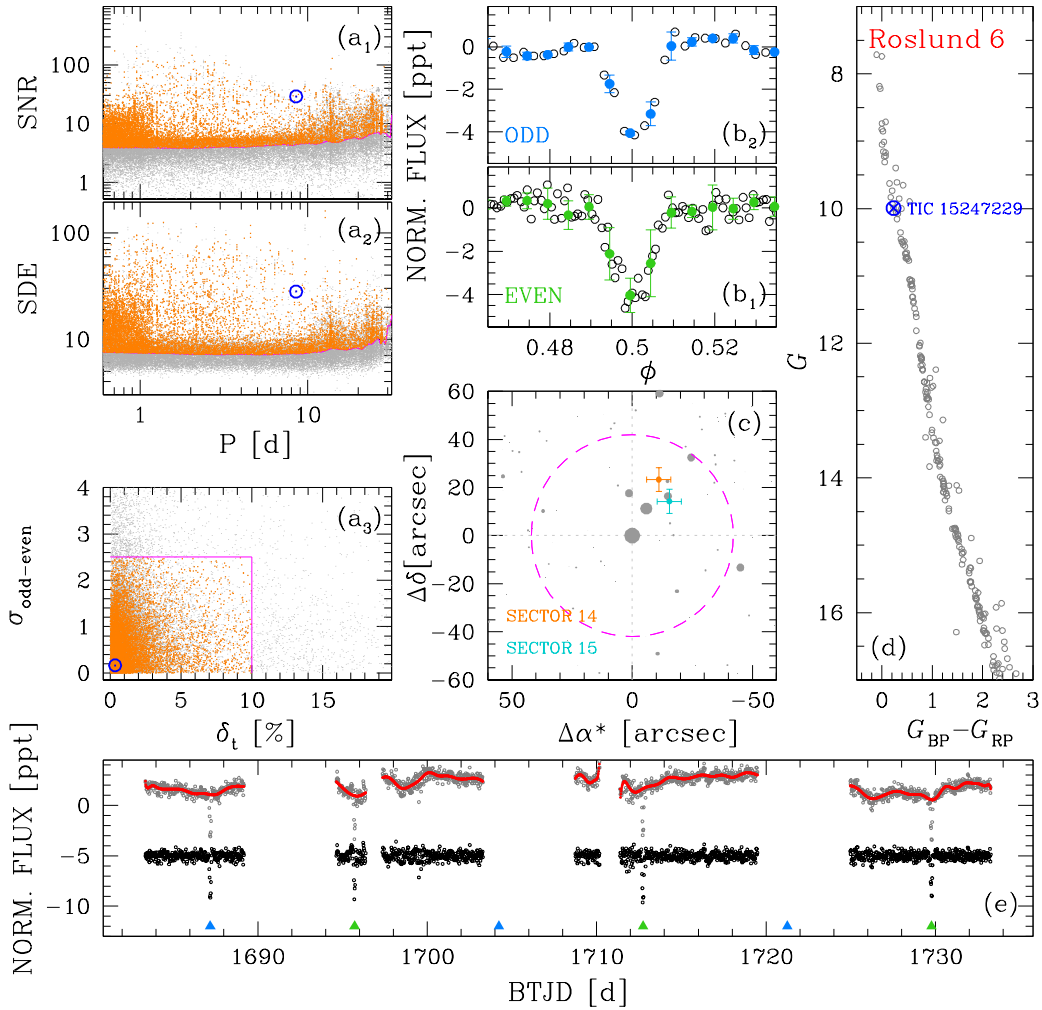 (a₁)
SNR
100
10
1
(a₂)
SDE
100
10
1
10
P [d]
(a₃)
σodd−even
4
3
2
1
0
0
5
10
15
δt [%]
NORM. FLUX [ppt]
2
0
−2
−4
ODD
(b₂)
0
−2
−4
EVEN
(b₁)
0.48
0.5
0.52
ϕ
(c)
Δδ[arcsec]
60
40
20
0
−20
−40
−60
SECTOR 14
SECTOR 15
50
0
−50
Δα* [arcsec]
Roslund 6
G
8
10
12
14
16
TIC 15247229
(d)
0
1
2
3
GBP−GRP
NORM. FLUX [ppt]
0
−5
−10
(e)
1690
1700
1710
1720
1730
BTJD [d]